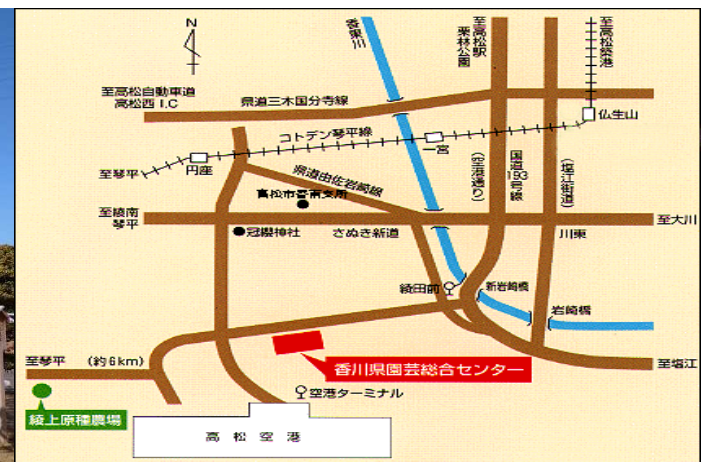 N
香東川
至高松駅
栗林公園
至高松築港
至高松自動車道
高松西I.C
県道三木国分寺線
仏生山
コトデン琴平線
一宮
円座
至琴平
県道由佐岩崎線
(空港通り)
国道193号線
(塩江街道)
高松市香南支所
至綾南
琴平
至大川
冠纓神社
さぬき新道
川東
綾田前
新岩崎橋
岩崎橋
至琴平 (約6km)
至塩江
香川県園芸総合センター
空港ターミナル
綾上原種農場
高松空港